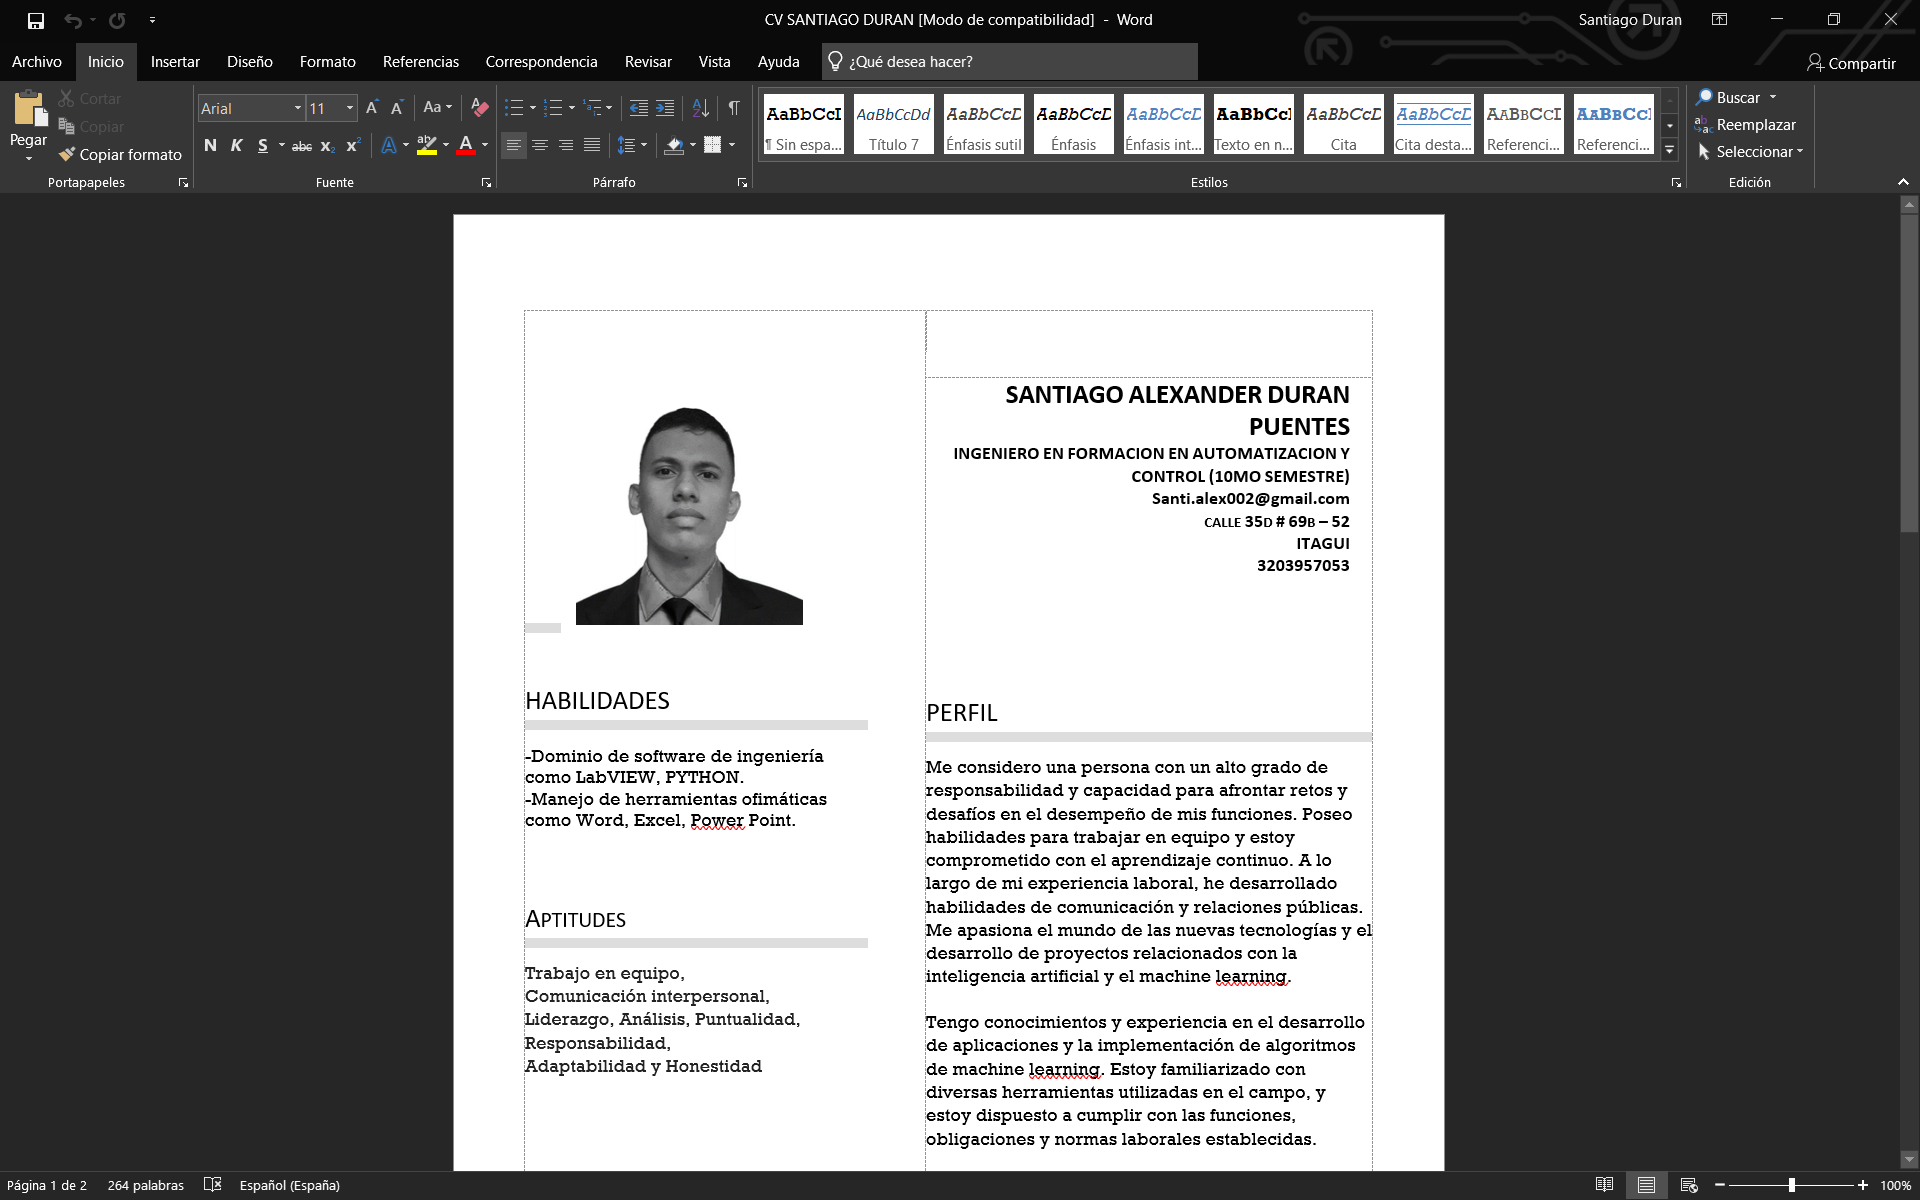 CV SANTIAGO DURAN [Modo de compatibilidad] - Word
Santiago Duran
Archivo Inicio Insertar Diseño Formato Referencias Correspondencia Revisar Vista Ayuda ¿Qué desea hacer? Compartir
Pegar
Cortar
Copiar
Copiar formato
Portapapeles
Arial 11 A A Aa A
N K S abc x₂ x² A ab A
Fuente
Párrafo
AaBbCcI AaBbCcDd AaBbCcD AaBbCcD AaBbCcD AaBbCcI AaBbCcD AaBbCcD AABBCCI AABBCCI
¶ Sin espa... Título 7 Énfasis sutil Énfasis Énfasis int... Texto en n... Cita Cita desta... Referenci... Referenci...
Estilos
Buscar
Reemplazar
Seleccionar
Edición
SANTIAGO ALEXANDER DURAN
PUENTES
INGENIERO EN FORMACION EN AUTOMATIZACION Y
CONTROL (10MO SEMESTRE)
Santi.alex002@gmail.com
CALLE 35D # 69B – 52
ITAGUI
3203957053
HABILIDADES
-Dominio de software de ingeniería
como LabVIEW, PYTHON.
-Manejo de herramientas ofimáticas
como Word, Excel, Power Point.
APTITUDES
Trabajo en equipo,
Comunicación interpersonal,
Liderazgo, Análisis, Puntualidad,
Responsabilidad,
Adaptabilidad y Honestidad
PERFIL
Me considero una persona con un alto grado de
responsabilidad y capacidad para afrontar retos y
desafíos en el desempeño de mis funciones. Poseo
habilidades para trabajar en equipo y estoy
comprometido con el aprendizaje continuo. A lo
largo de mi experiencia laboral, he desarrollado
habilidades de comunicación y relaciones públicas.
Me apasiona el mundo de las nuevas tecnologías y el
desarrollo de proyectos relacionados con la
inteligencia artificial y el machine learning.
Tengo conocimientos y experiencia en el desarrollo
de aplicaciones y la implementación de algoritmos
de machine learning. Estoy familiarizado con
diversas herramientas utilizadas en el campo, y
estoy dispuesto a cumplir con las funciones,
obligaciones y normas laborales establecidas.
Página 1 de 2 264 palabras Español (España) 100%